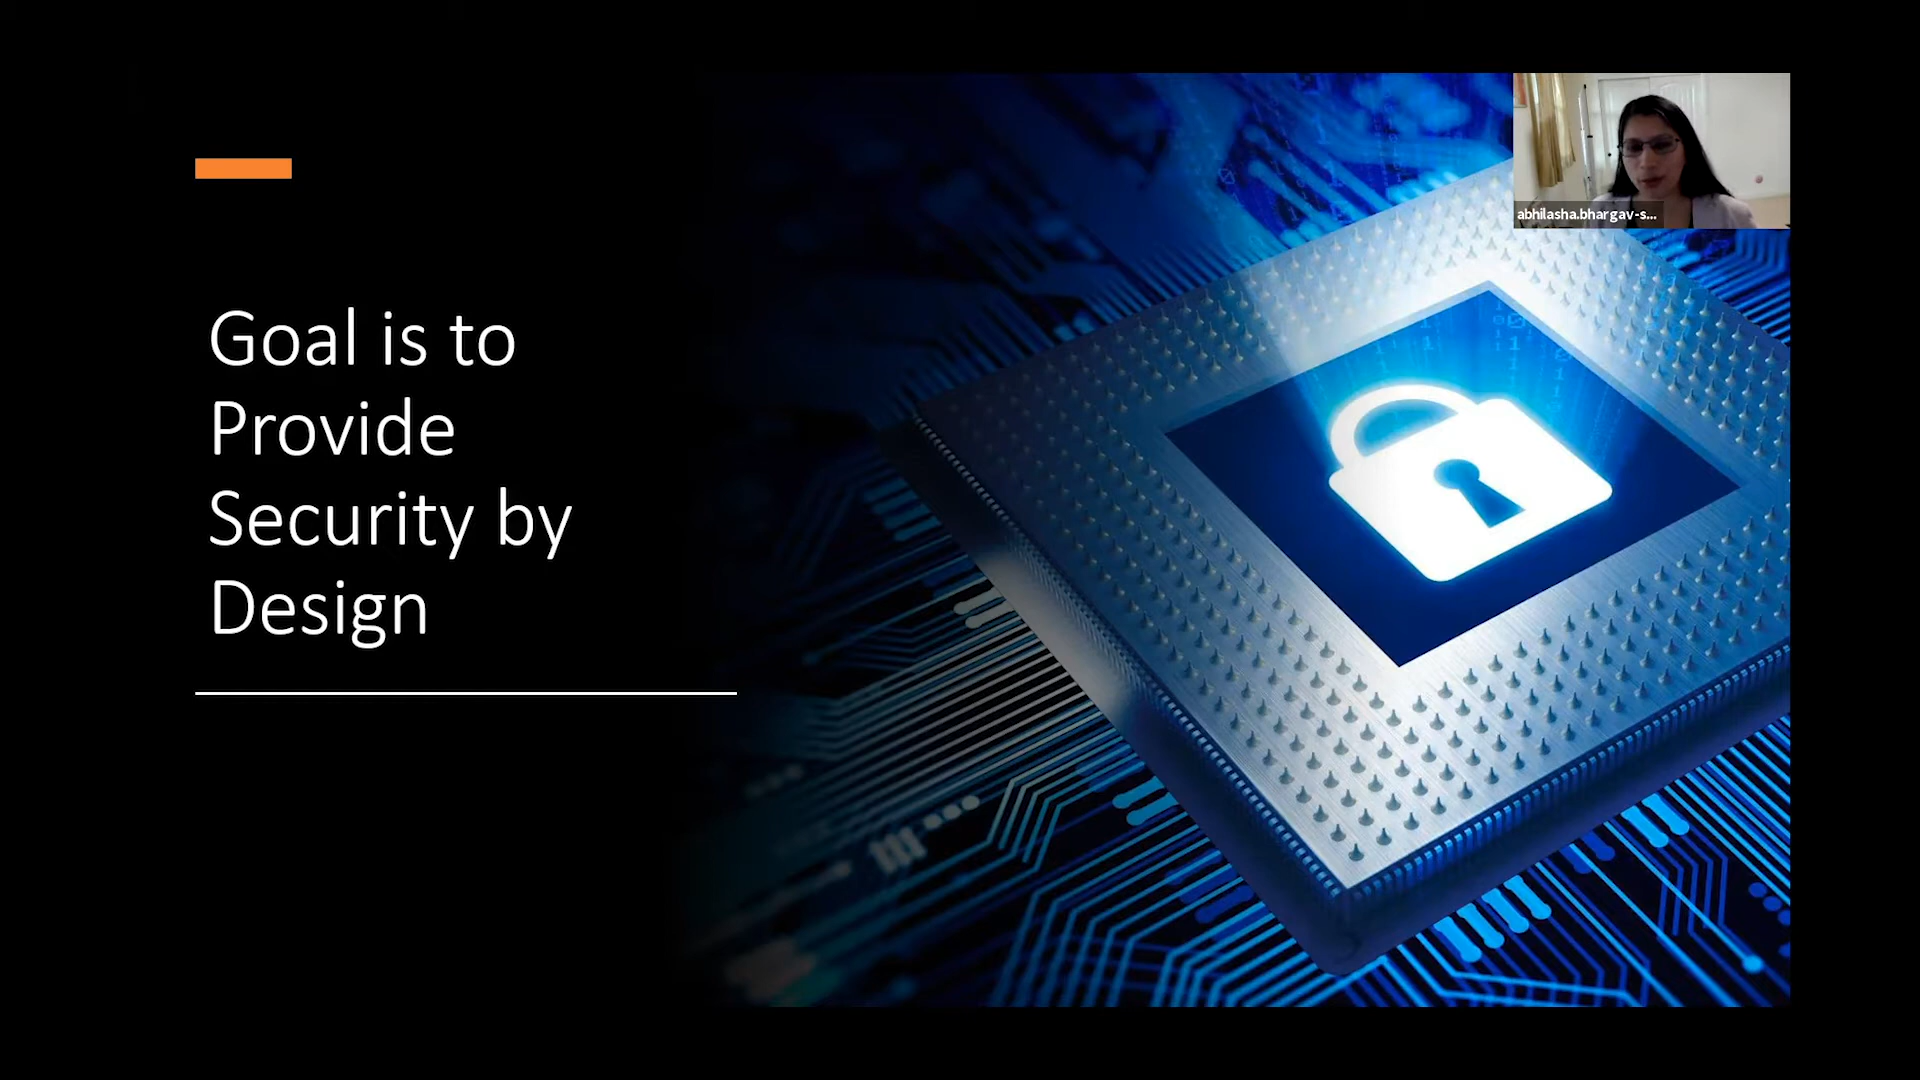 Goal is to
Provide
Security by
Design
abhilasha.bhargav-s...